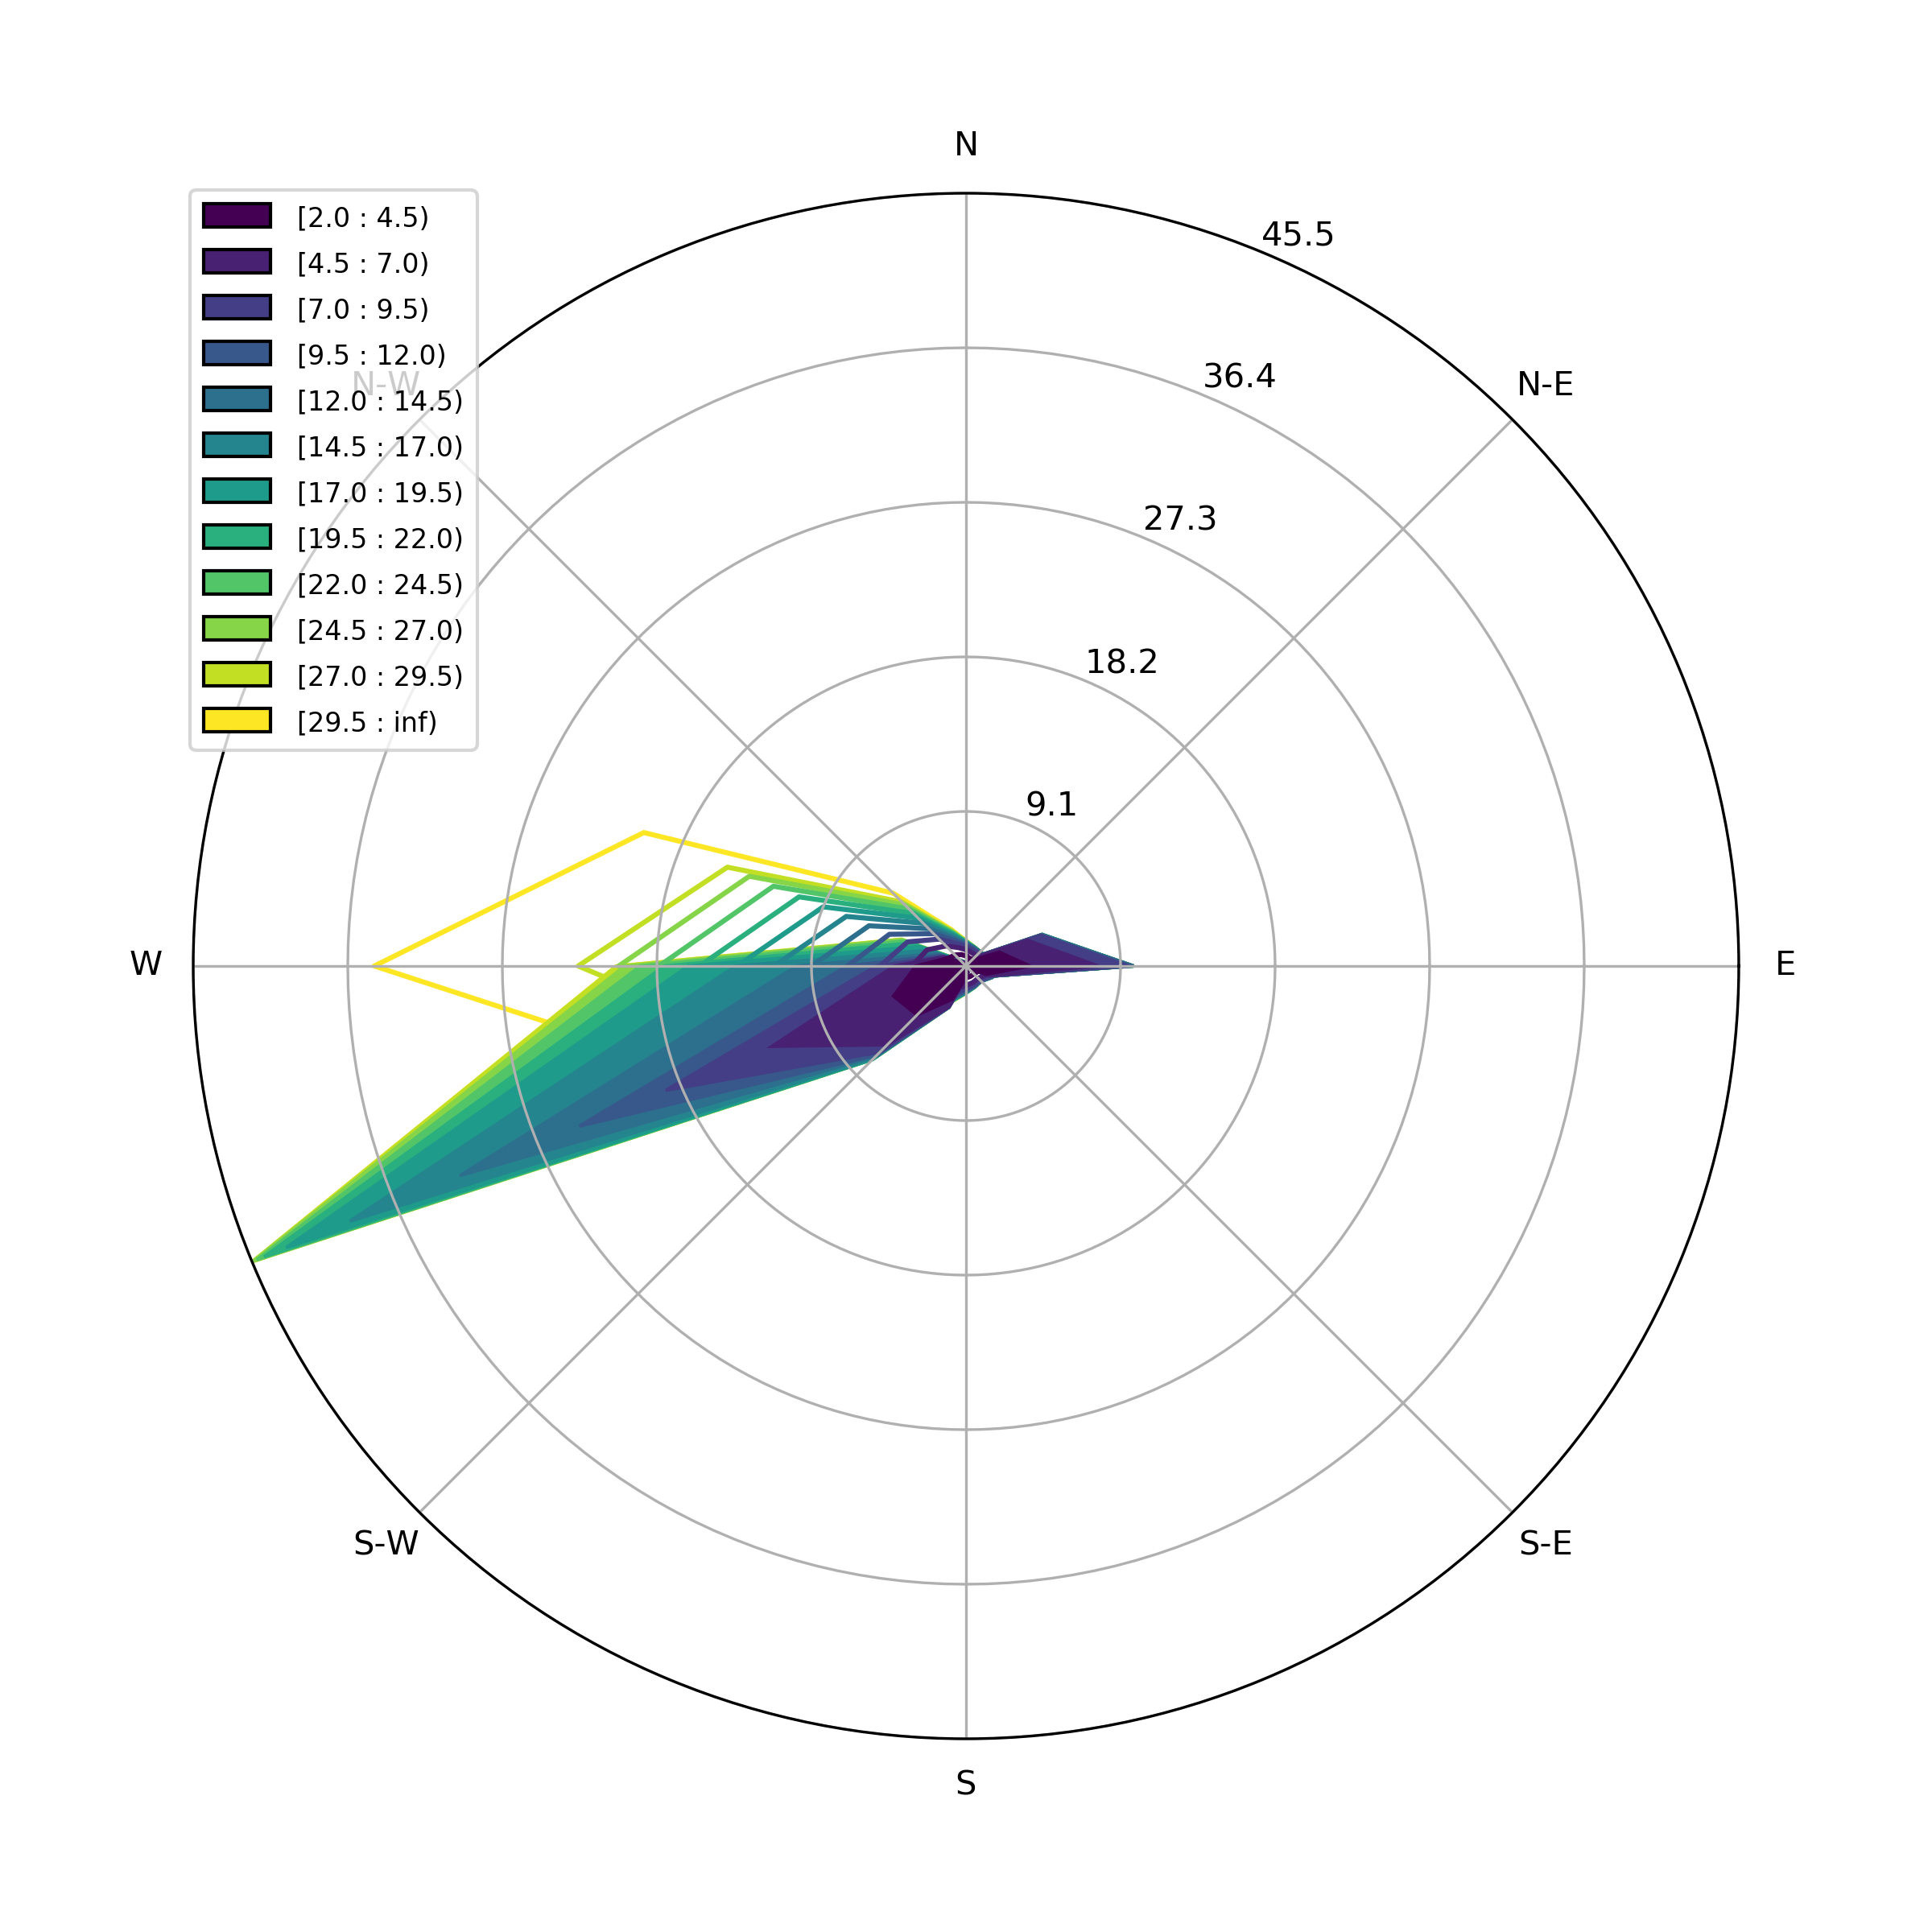 N
45.5
[2.0 : 4.5)
[4.5 : 7.0)
[7.0 : 9.5)
[9.5 : 12.0)
36.4
N-W
N-E
[12.0 : 14.5)
[14.5 : 17.0)
[17.0 : 19.5)
27.3
[19.5 : 22.0)
[22.0 : 24.5)
[24.5 : 27.0)
18.2
[27.0 : 29.5)
[29.5 : inf)
9.1
W
E
S-W
S-E
S